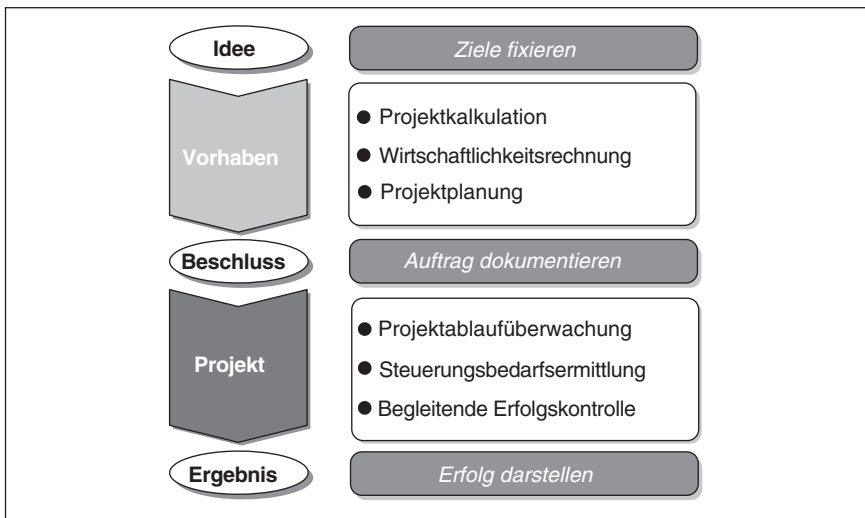 Idee
Ziele fixieren
Vorhaben
● Projektkalkulation
● Wirtschaftlichkeitsrechnung
● Projektplanung
Beschluss
Auftrag dokumentieren
Projekt
● Projektablaufüberwachung
● Steuerungsbedarfsermittlung
● Begleitende Erfolgskontrolle
Ergebnis
Erfolg darstellen